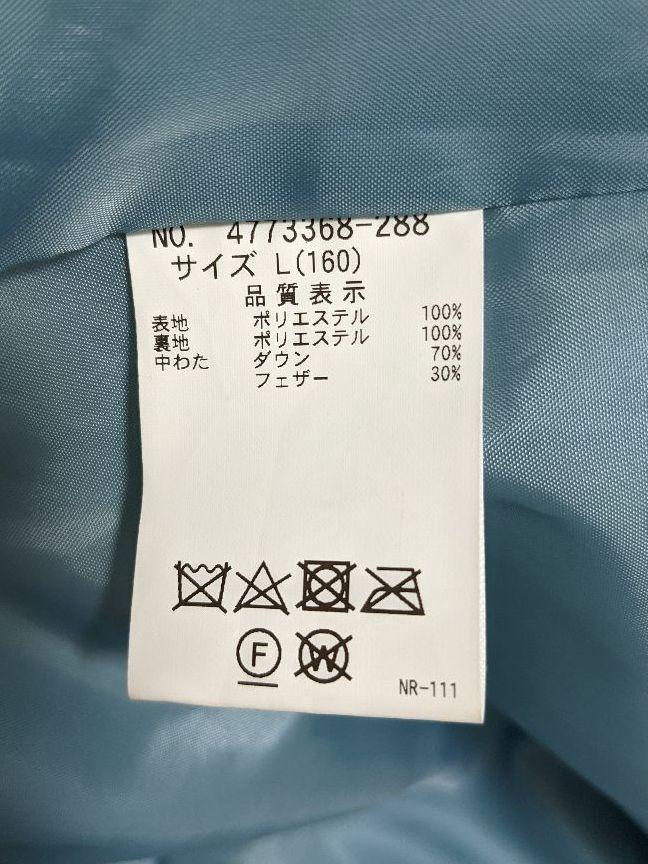 NO. 4773368-288
サイズ L(160)
品質表示
表地 ポリエステル 100%
裏地 ポリエステル 100%
中わた ダウン 70%
フェザー 30%
F W
NR-111